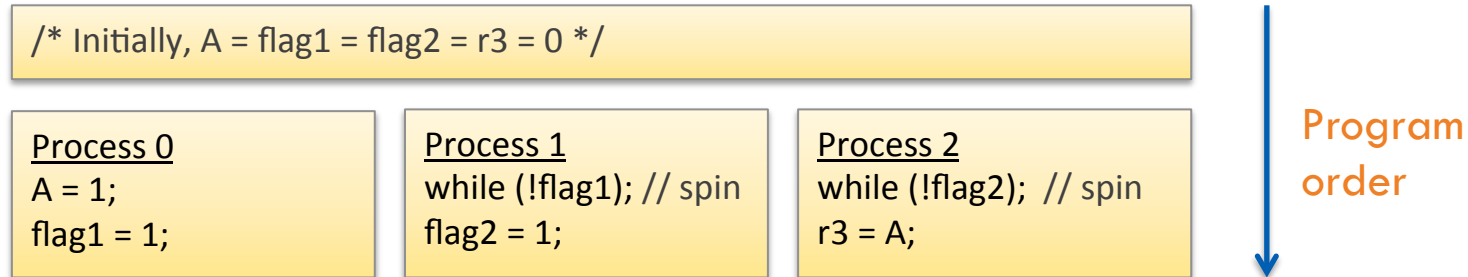 /* Initially, A = flag1 = flag2 = r3 = 0 */
Process 0
A = 1;
flag1 = 1;
Process 1
while (!flag1); // spin
flag2 = 1;
Process 2
while (!flag2);  // spin
r3 = A;
Program
order